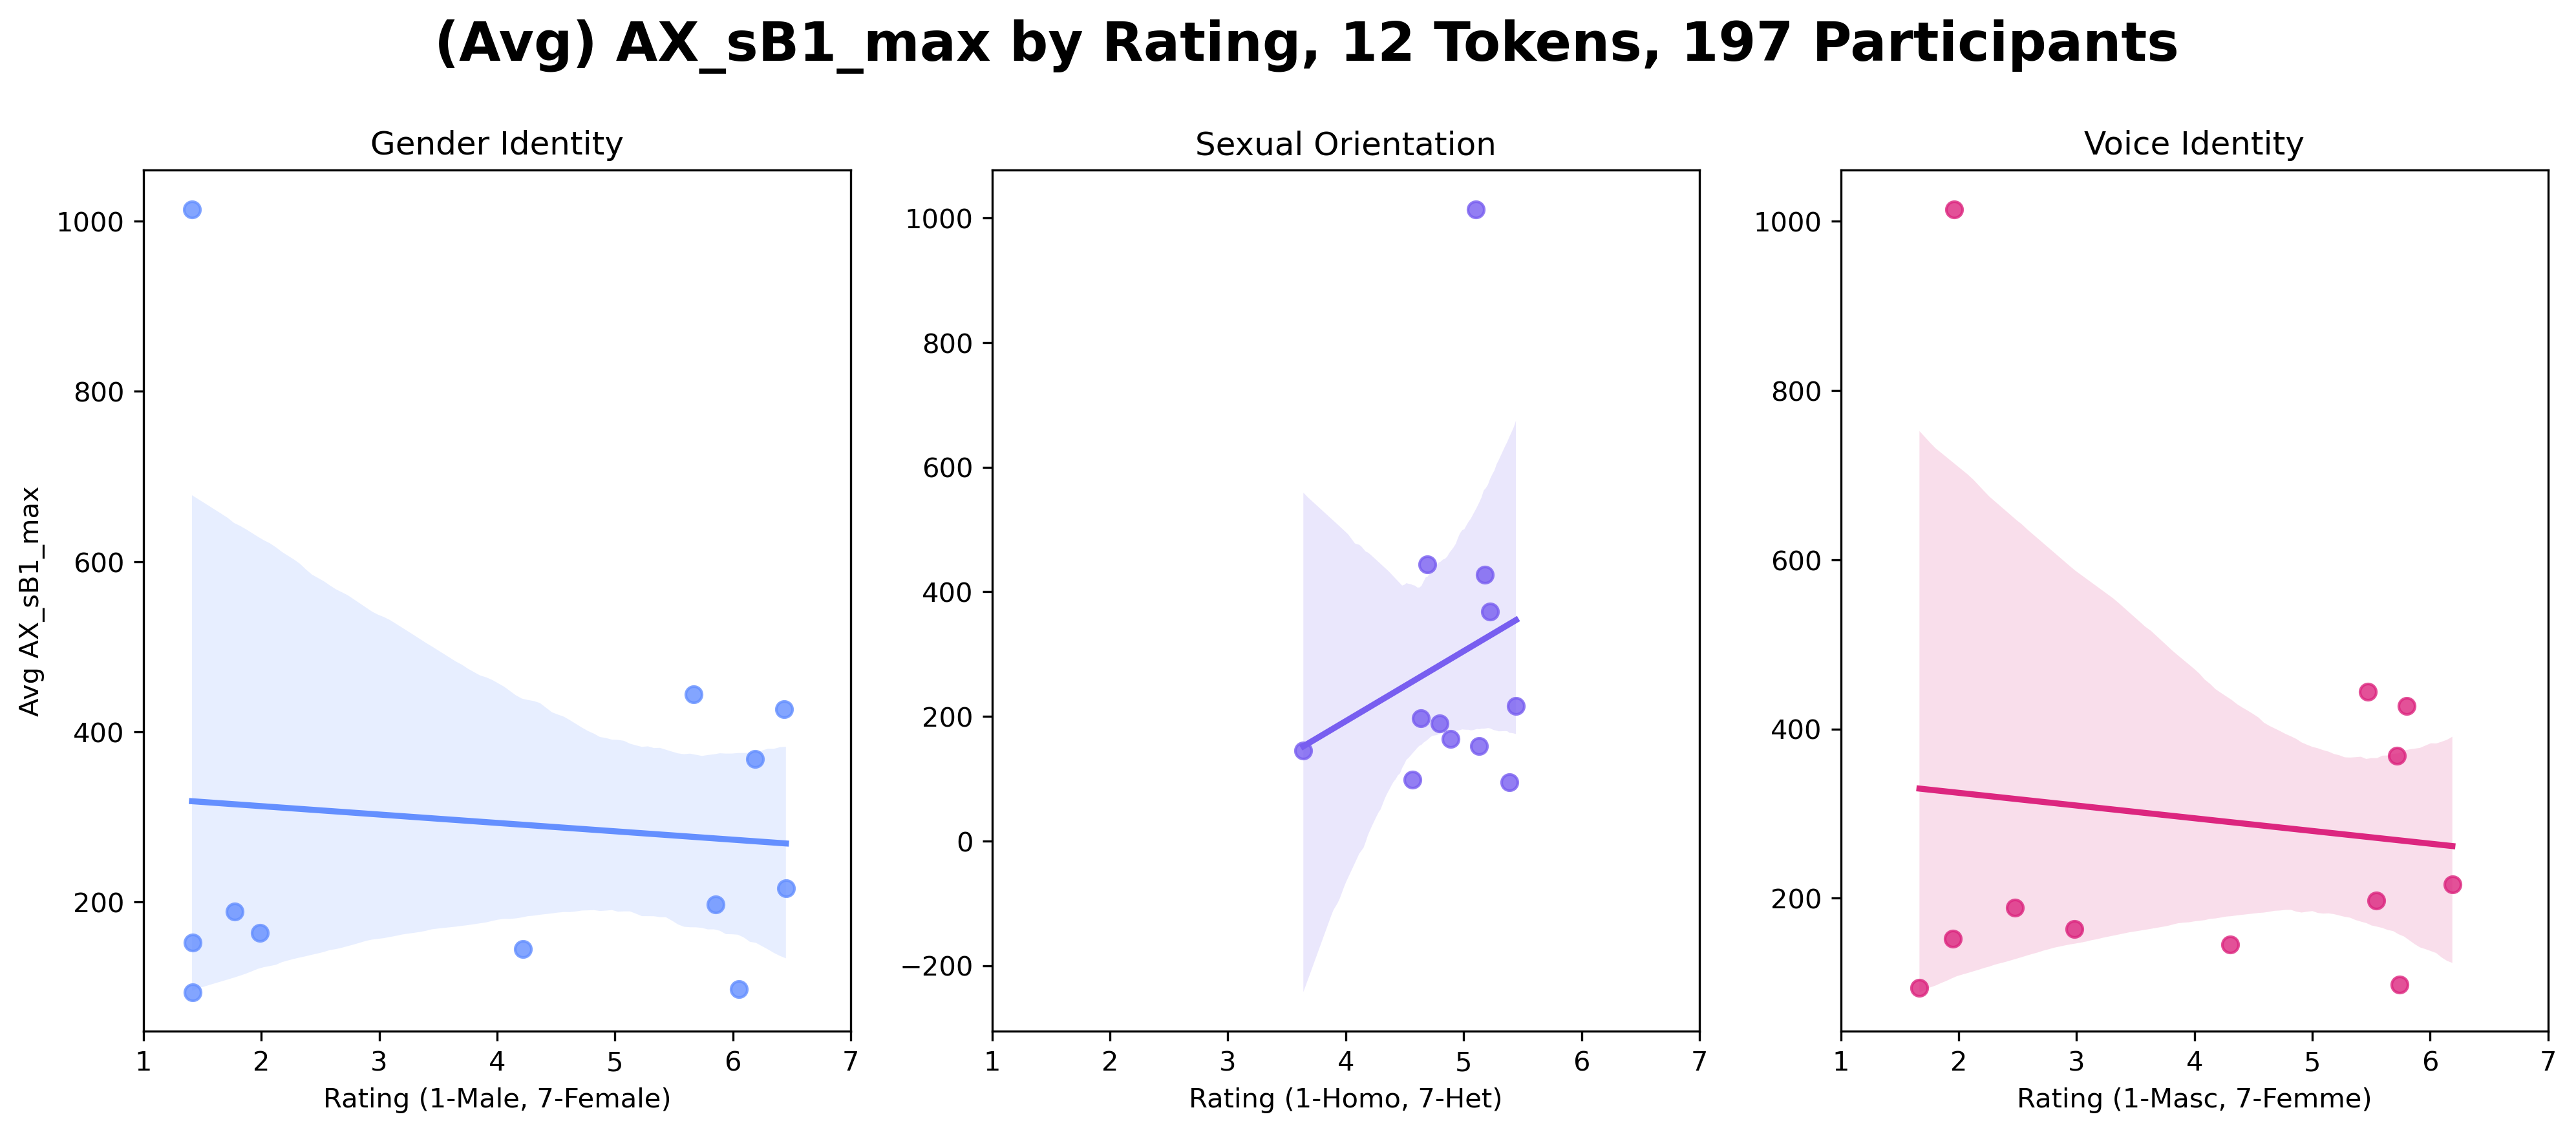 (Avg) AX_sB1_max by Rating, 12 Tokens, 197 Participants
Gender Identity
Sexual Orientation
Voice Identity
Avg AX_sB1_max
1000
800
600
400
200
1 2 3 4 5 6 7
Rating (1-Male, 7-Female)
1000
800
600
400
200
0
−200
1 2 3 4 5 6 7
Rating (1-Homo, 7-Het)
1000
800
600
400
200
1 2 3 4 5 6 7
Rating (1-Masc, 7-Femme)